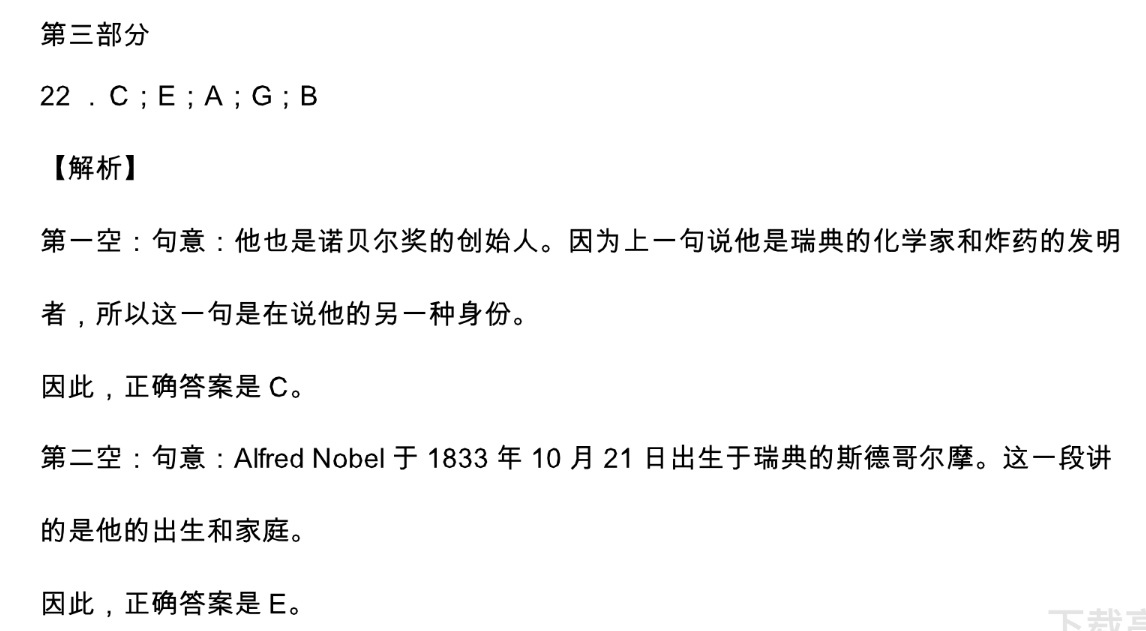 第三部分
22 ．C；E；A；G；B
【解析】
第一空：句意：他也是诺贝尔奖的创始人。因为上一句说他是瑞典的化学家和炸药的发明
者，所以这一句是在说他的另一种身份。
因此，正确答案是 C。
第二空：句意：Alfred Nobel 于 1833 年 10 月 21 日出生于瑞典的斯德哥尔摩。这一段讲
的是他的出生和家庭。
因此，正确答案是 E。
下载高